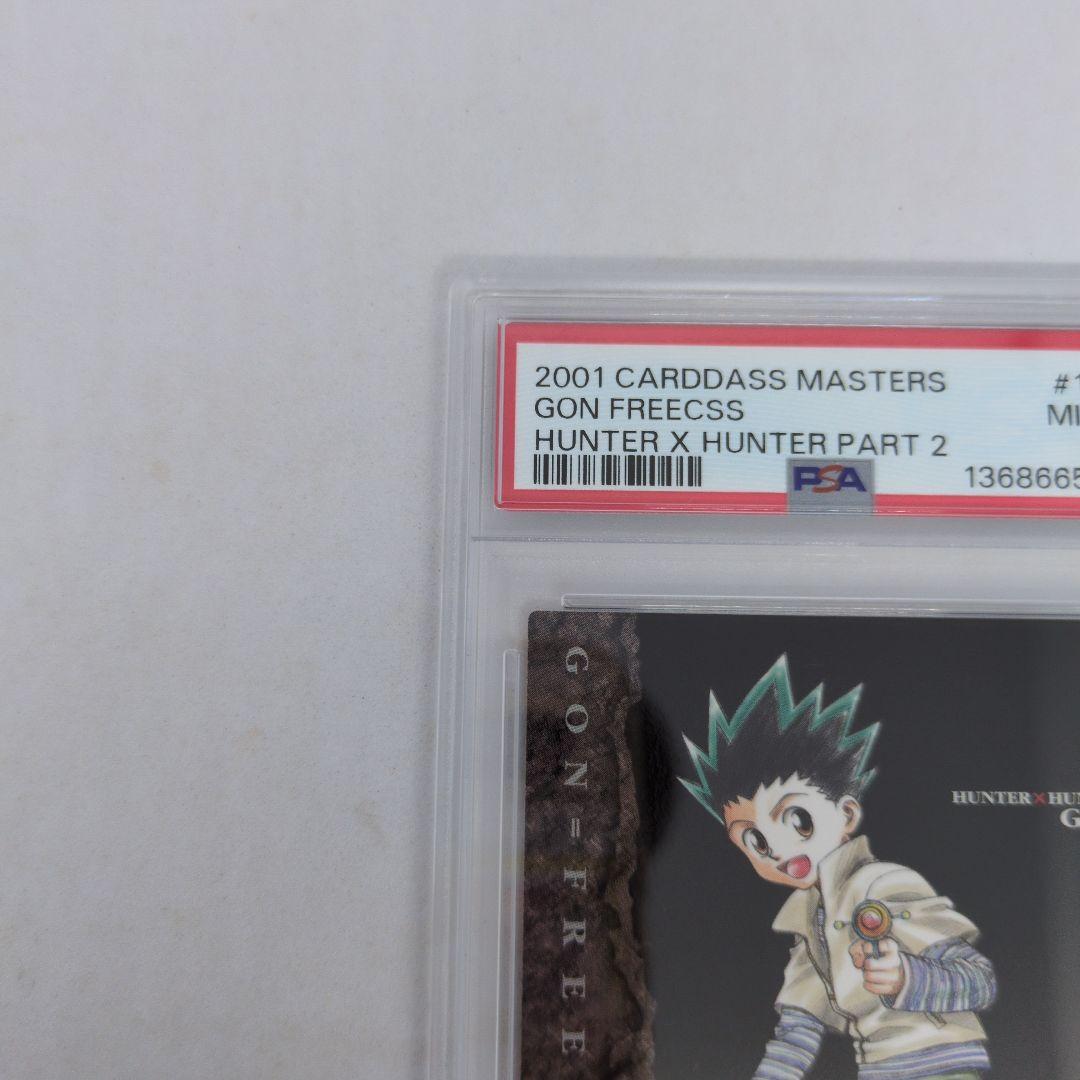 2001 CARDDASS MASTERS
GON FREECSS
HUNTER X HUNTER PART 2
PSA
GON=FREE
HUNTER×HUN